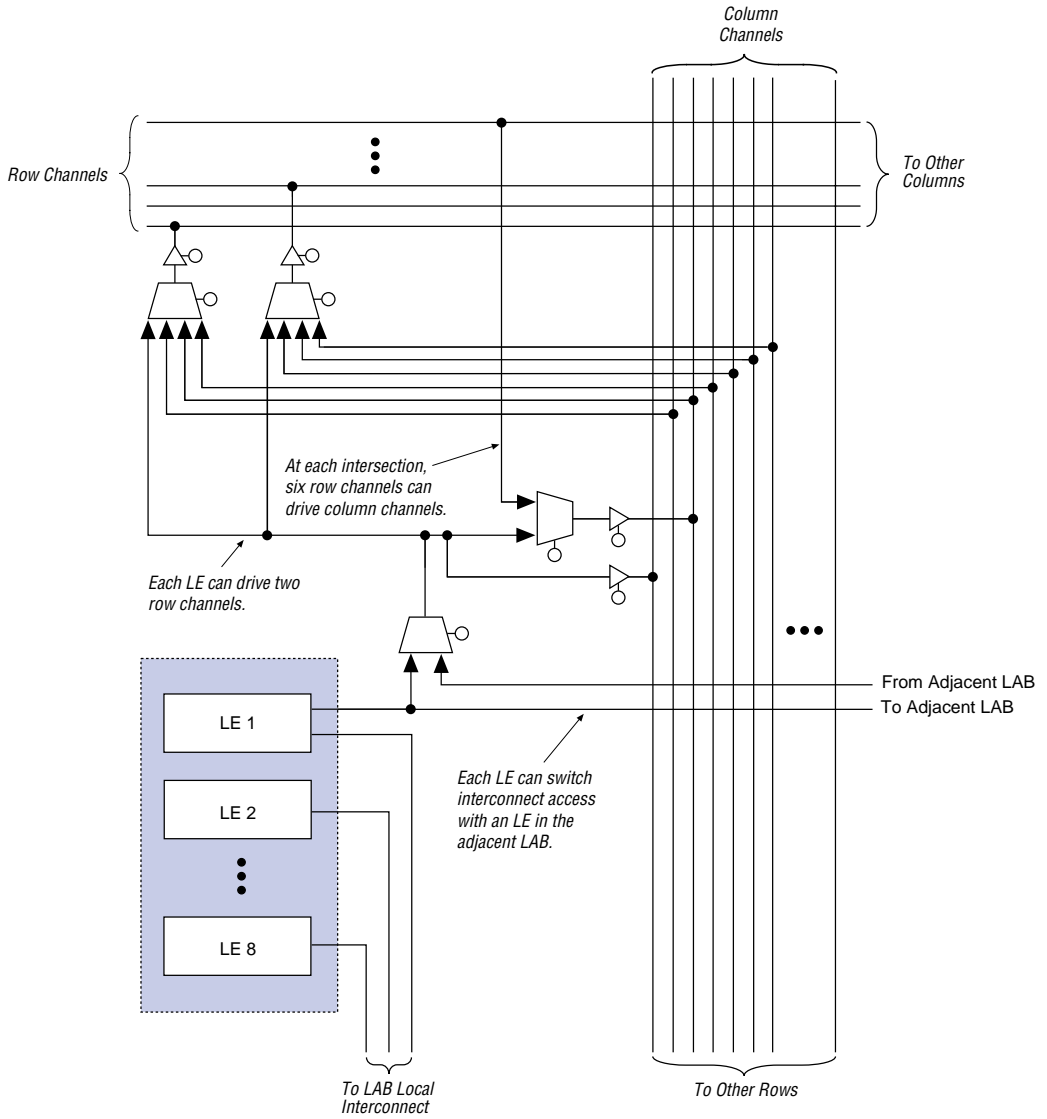 Column
Channels
Row Channels
To Other
Columns
At each intersection,
six row channels can
drive column channels.
Each LE can drive two
row channels.
From Adjacent LAB
To Adjacent LAB
LE 1
Each LE can switch
interconnect access
with an LE in the
adjacent LAB.
LE 2
LE 8
To LAB Local
Interconnect
To Other Rows